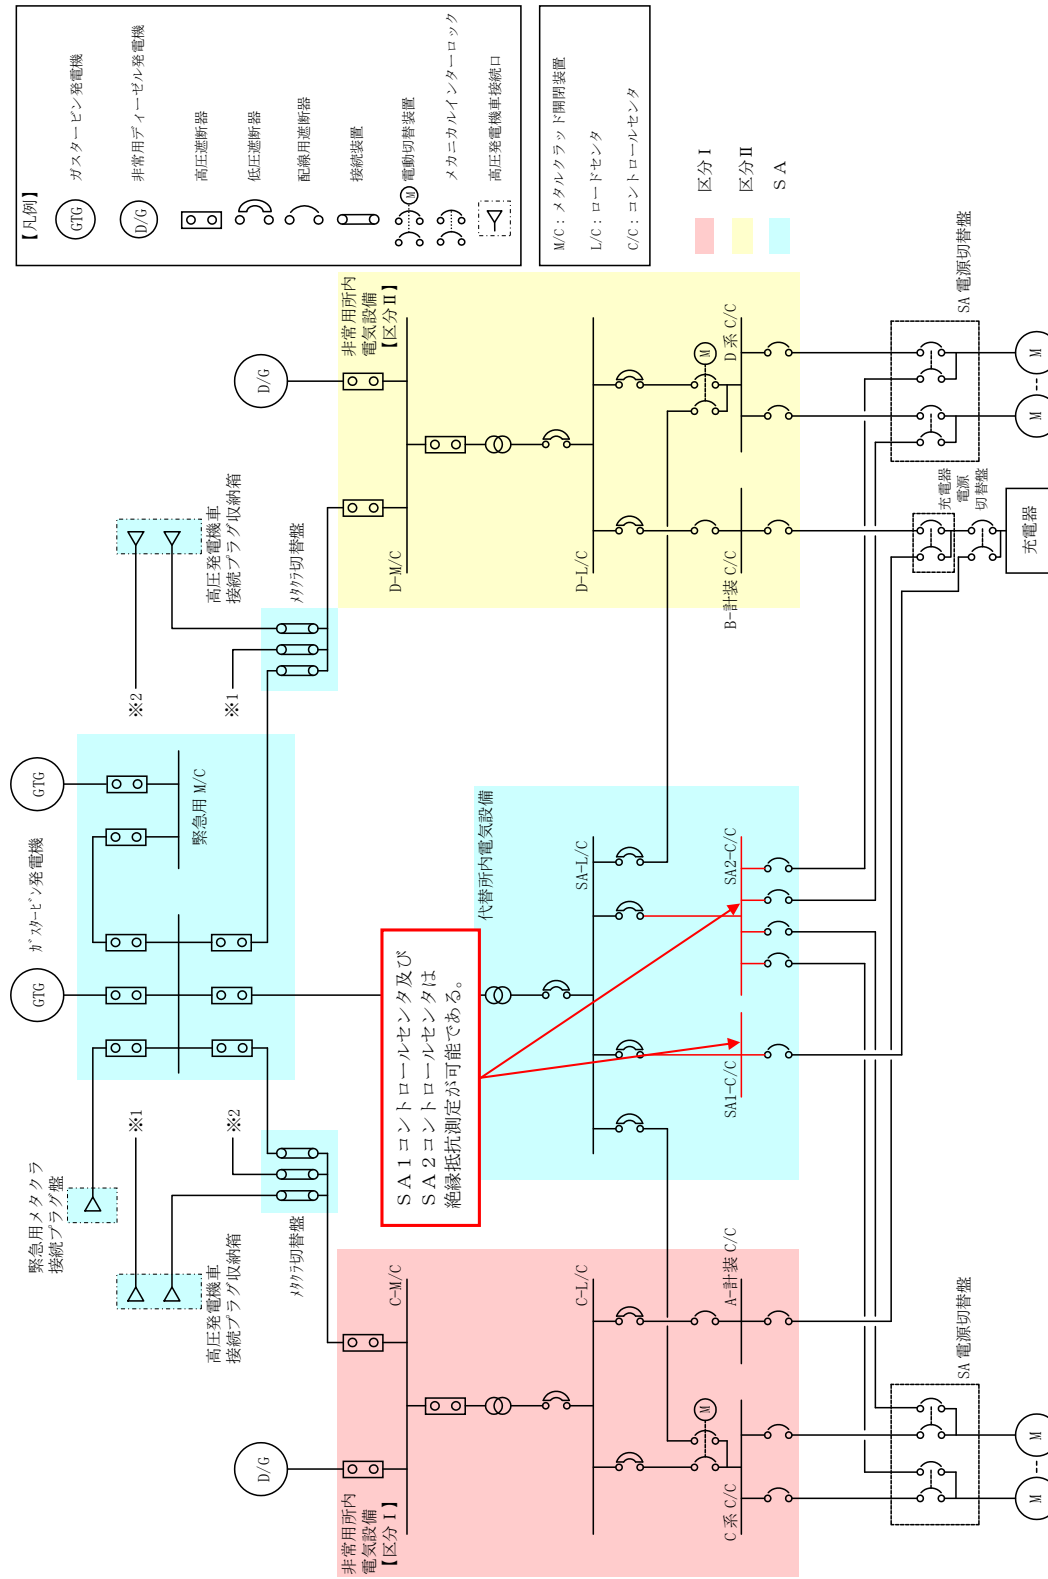 【凡例】
GTG
ガスタービン発電機
D/G
非常用ディーゼル発電機
高圧遮断器
低圧遮断器
配線用遮断器
接続装置
M
電動切替装置
メカニカルインターロック
高圧発電機車接続口
M/C：メタルクラッド開閉装置
L/C：ロードセンタ
C/C：コントロールセンタ
区分Ⅰ
区分Ⅱ
ＳＡ
緊急用メタクラ
接続プラグ盤
GTG
ガスタービン発電機
GTG
緊急用 M/C
※1
※2
高圧発電機車
接続プラグ収納箱
メタクラ切替盤
※2
※1
高圧発電機車
接続プラグ収納箱
メタクラ切替盤
D/G
非常用所内
電気設備
【区分Ⅰ】
C-M/C
C-L/C
M
C系 C/C
A-計装 C/C
ＳＡ１コントロールセンタ及び
ＳＡ２コントロールセンタは
絶縁抵抗測定が可能である。
代替所内電気設備
SA-L/C
SA1-C/C
SA2-C/C
D/G
非常用所内
電気設備
【区分Ⅱ】
D-M/C
D-L/C
B-計装 C/C
M
D系 C/C
SA 電源切替盤
M
M
充電器
電源
切替盤
充電器
SA 電源切替盤
M
M